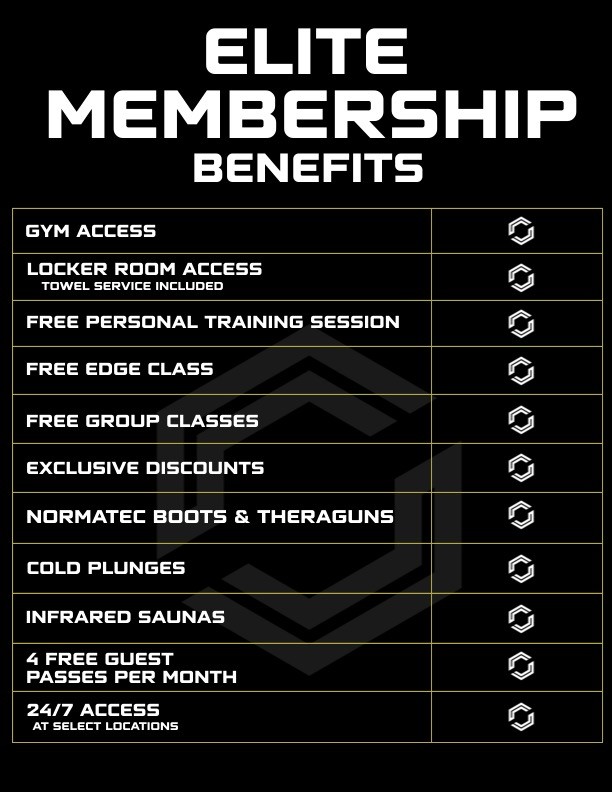 ELITE
MEMBERSHIP
BENEFITS
GYM ACCESS
LOCKER ROOM ACCESS
TOWEL SERVICE INCLUDED
FREE PERSONAL TRAINING SESSION
FREE EDGE CLASS
FREE GROUP CLASSES
EXCLUSIVE DISCOUNTS
NORMATEC BOOTS & THERAGUNS
COLD PLUNGES
INFRARED SAUNAS
4 FREE GUEST
PASSES PER MONTH
24/7 ACCESS
AT SELECT LOCATIONS